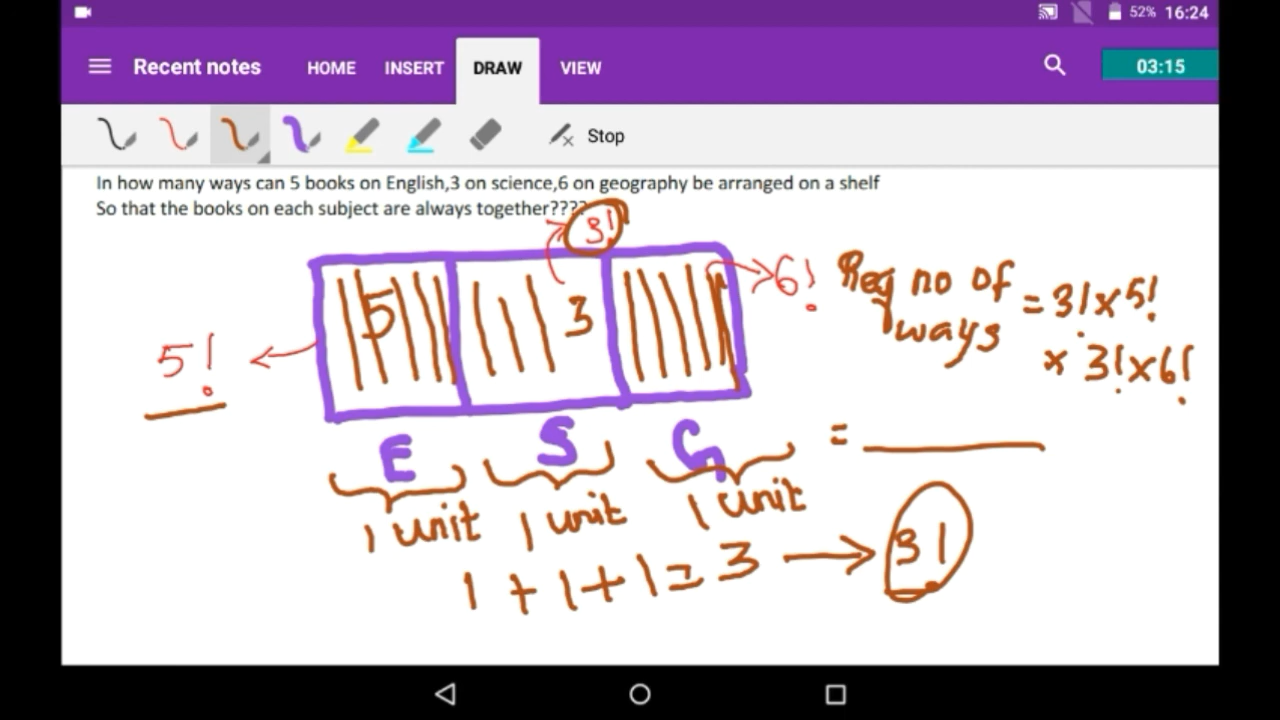 52% 16:24
Recent notes HOME INSERT DRAW VIEW 03:15
Stop
In how many ways can 5 books on English,3 on science,6 on geography be arranged on a shelf
So that the books on each subject are always together????
3!
5 3
6!
5!
Req no of ways = 3! x 5!
x 3! x 6!
=
E S G
1 unit 1 unit 1 unit
1 + 1 + 1 = 3 → 3!